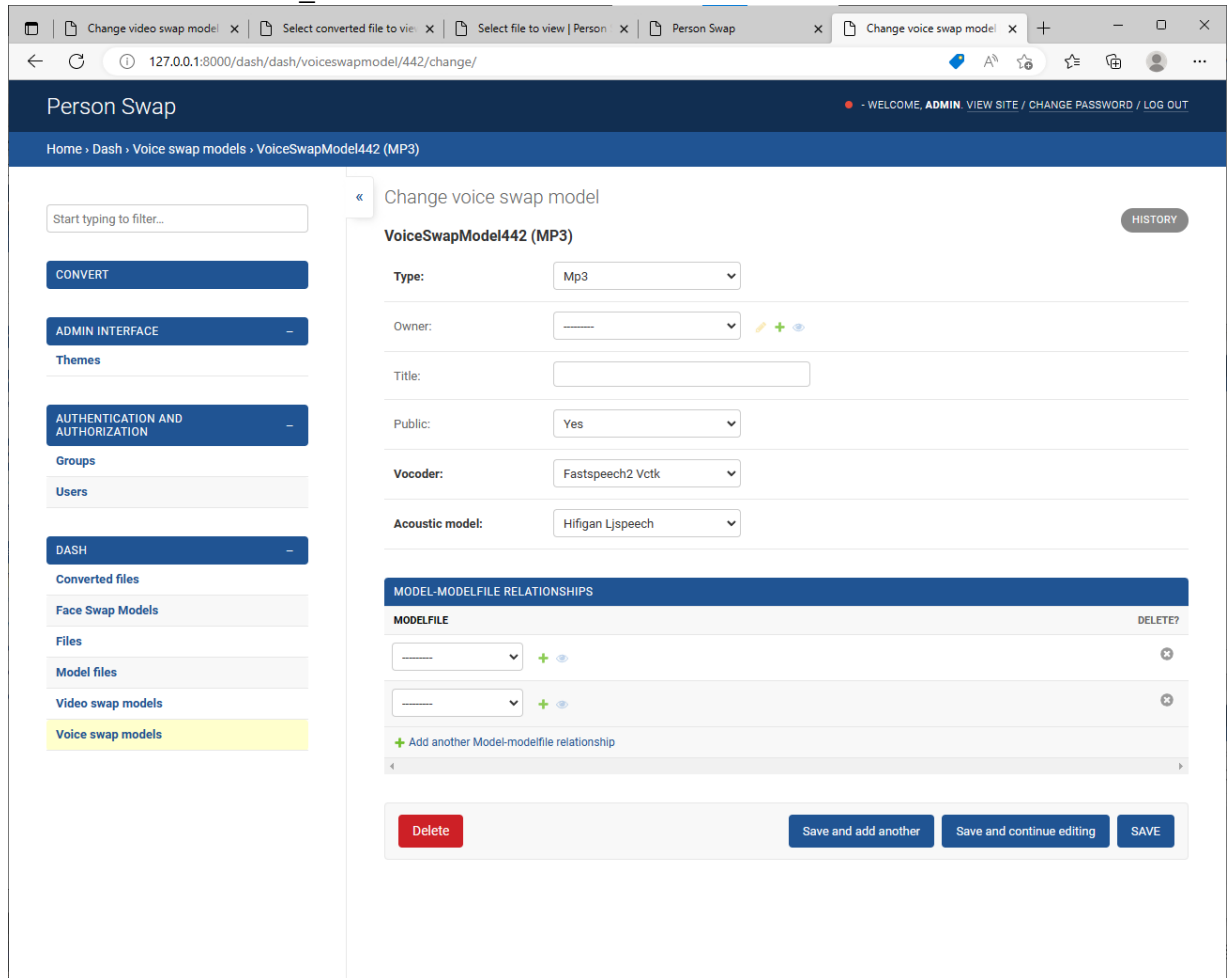 Change video swap model
Select converted file to vie
Select file to view | Person
Person Swap
Change voice swap model
127.0.0.1:8000/dash/dash/voiceswapmodel/442/change/
Person Swap
- WELCOME, ADMIN. VIEW SITE / CHANGE PASSWORD / LOG OUT
Home › Dash › Voice swap models › VoiceSwapModel442 (MP3)
Start typing to filter...
CONVERT
ADMIN INTERFACE
Themes
AUTHENTICATION AND
AUTHORIZATION
Groups
Users
DASH
Converted files
Face Swap Models
Files
Model files
Video swap models
Voice swap models
«
Change voice swap model
HISTORY
VoiceSwapModel442 (MP3)
Type: Mp3
Owner: ---------
Title:
Public: Yes
Vocoder: Fastspeech2 Vctk
Acoustic model: Hifigan Ljspeech
MODEL-MODELFILE RELATIONSHIPS
MODELFILE DELETE?
---------
---------
Add another Model-modelfile relationship
Delete Save and add another Save and continue editing SAVE